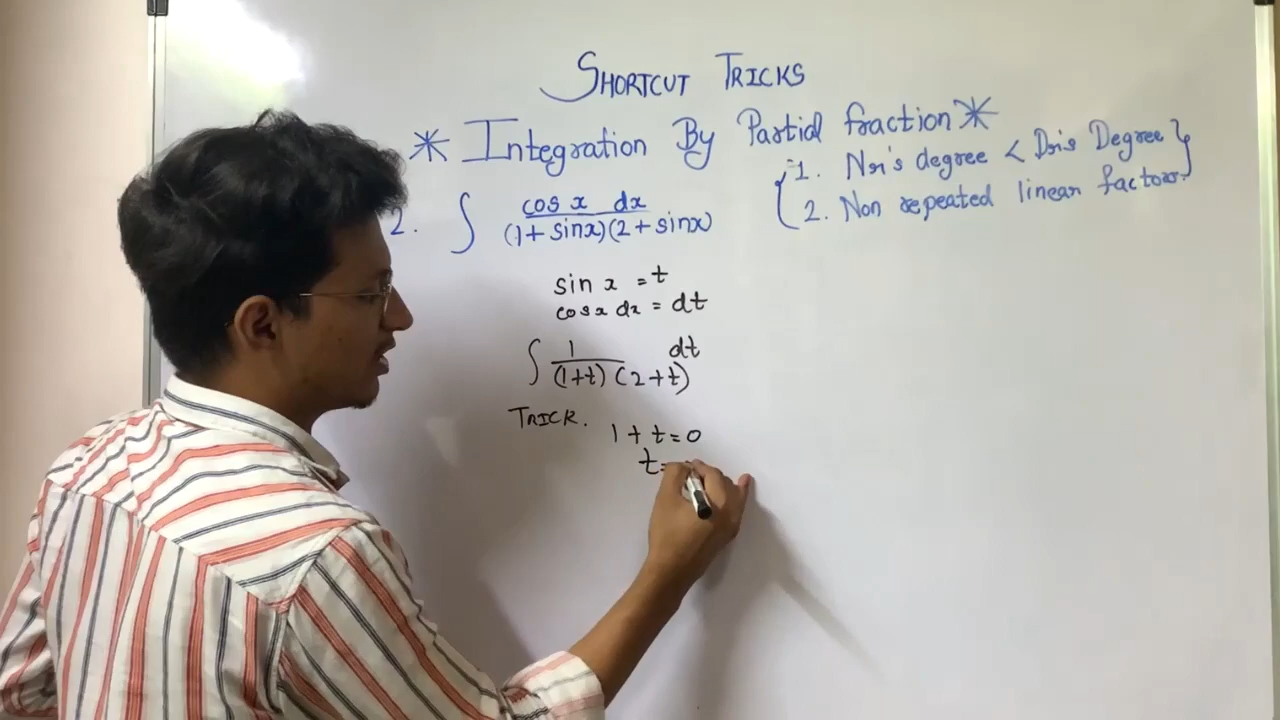 SHORTCUT TRICKS
* Integration By Partial fraction *
{ 1. Nr's degree < Dr's Degree }
2. Non repeated linear factors.
2. ∫ cos x dx / (1 + sinx)(2 + sinx)
sin x = t
cosx dx = dt
∫ 1 / (1+t)(2+t) dt
TRICK.
1 + t = 0
t =